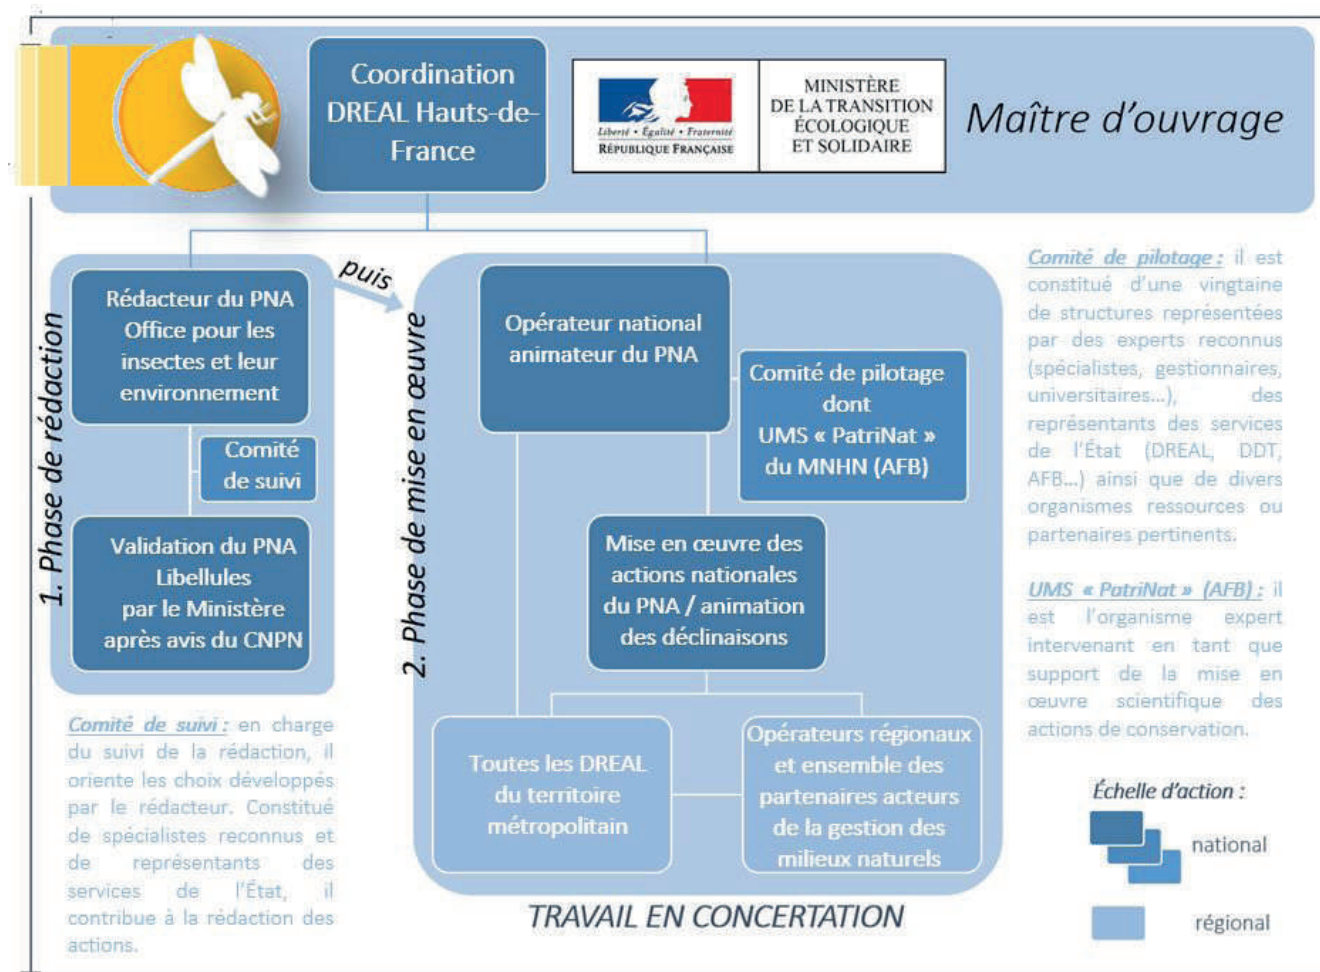 Coordination
DREAL Hauts-de-
France
Liberté • Égalité • Fraternité
RÉPUBLIQUE FRANÇAISE
MINISTÈRE
DE LA TRANSITION
ÉCOLOGIQUE
ET SOLIDAIRE
Maître d'ouvrage
1. Phase de rédaction
Rédacteur du PNA
Office pour les
insectes et leur
environnement
Comité
de suivi
Validation du PNA
Libellules
par le Ministère
après avis du CNPN
puis
2. Phase de mise en œuvre
Opérateur national
animateur du PNA
Comité de pilotage
dont
UMS « PatriNat »
du MNHN (AFB)
Mise en œuvre des
actions nationales
du PNA / animation
des déclinaisons
Toutes les DREAL
du territoire
métropolitain
Opérateurs régionaux
et ensemble des
partenaires acteurs
de la gestion des
milieux naturels
TRAVAIL EN CONCERTATION
Comité de suivi : en charge
du suivi de la rédaction, il
oriente les choix développés
par le rédacteur. Constitué
de spécialistes reconnus et
de représentants des
services de l'État, il
contribue à la rédaction des
actions.
Comité de pilotage : il est
constitué d'une vingtaine
de structures représentées
par des experts reconnus
(spécialistes, gestionnaires,
universitaires...), des
représentants des services
de l'État (DREAL, DDT,
AFB...) ainsi que de divers
organismes ressources ou
partenaires pertinents.
UMS « PatriNat » (AFB) : il
est l'organisme expert
intervenant en tant que
support de la mise en
œuvre scientifique des
actions de conservation.
Échelle d'action :
national
régional